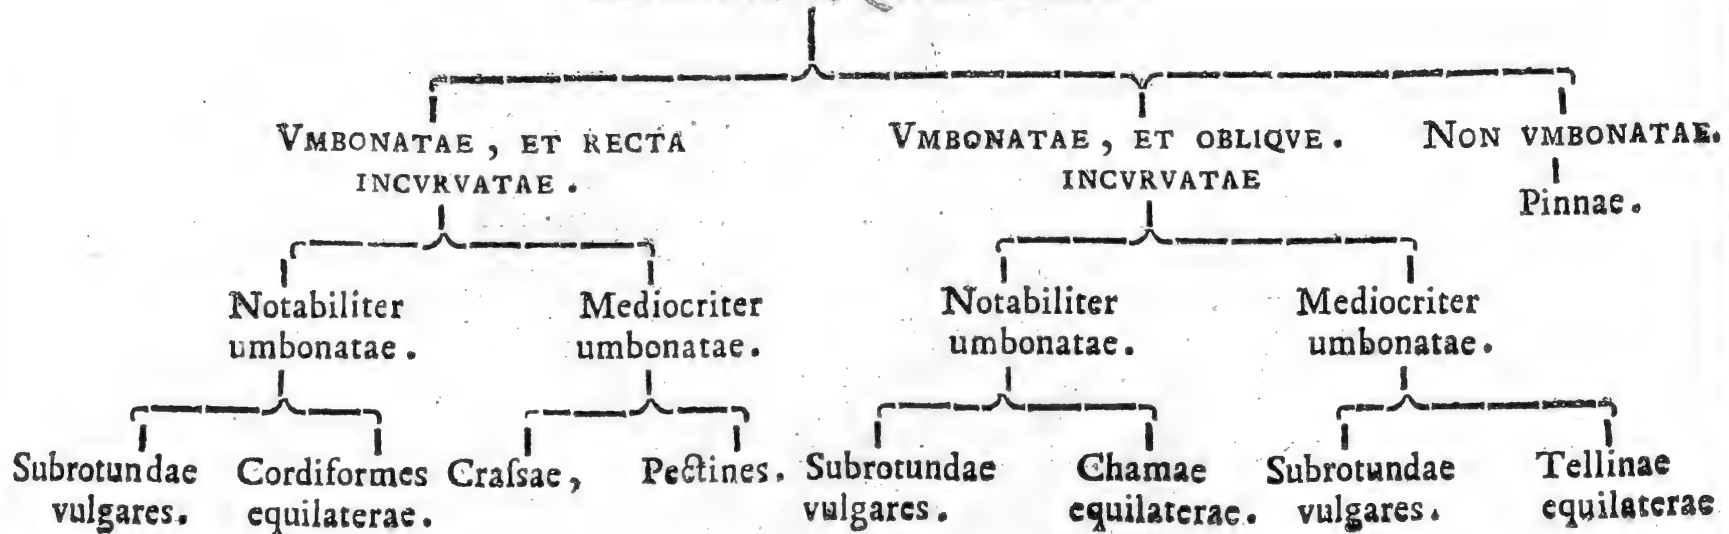 VMBONATAE, ET RECTA
INCVRVATAE.
VMBONATAE, ET OBLIQVE.
INCVRVATAE
NON VMBONATAE.
Pinnae.
Notabiliter
umbonatae.
Mediocriter
umbonatae.
Notabiliter
umbonatae.
Mediocriter
umbonatae.
Subrotundae
vulgares.
Cordiformes
equilaterae.
Craſsae,
Pectines.
Subrotundae
vulgares.
Chamae
equilaterae.
Subrotundae
vulgares.
Tellinae
equilaterae